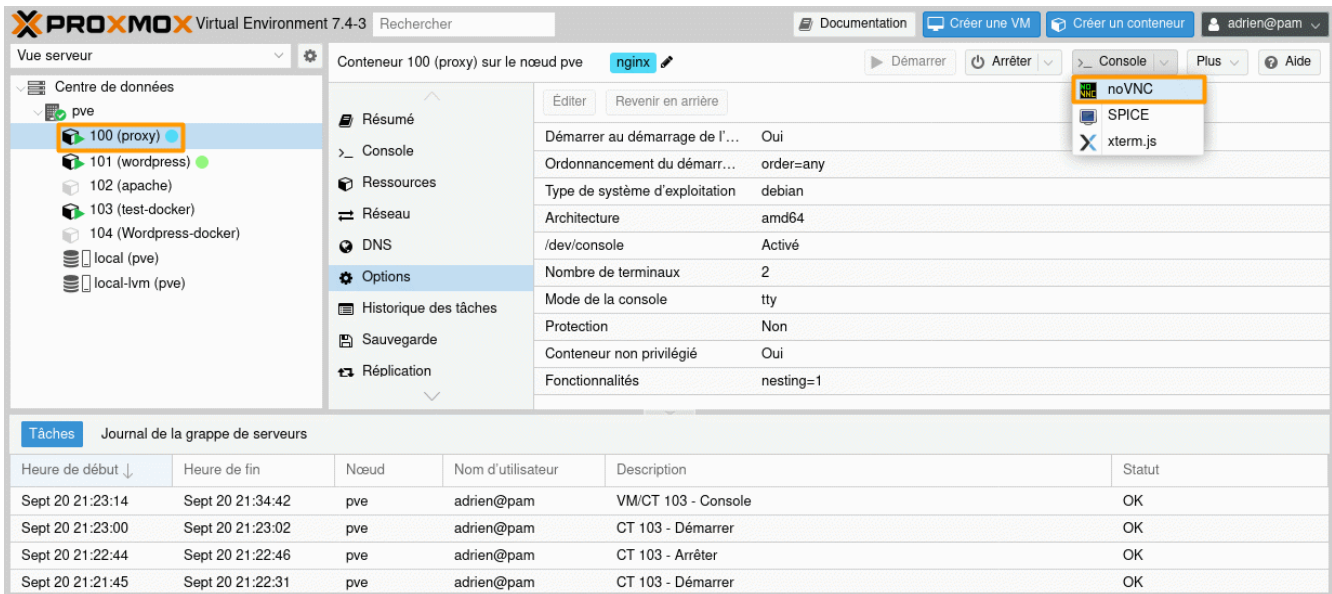 PROXMOX Virtual Environment 7.4-3 Rechercher Documentation Créer une VM Créer un conteneur adrien@pam
Vue serveur
Conteneur 100 (proxy) sur le nœud pve nginx Démarrer Arrêter >_ Console Plus Aide
noVNC
SPICE
xterm.js
Centre de données
pve
100 (proxy)
101 (wordpress)
102 (apache)
103 (test-docker)
104 (Wordpress-docker)
local (pve)
local-lvm (pve)
Résumé
>_ Console
Ressources
Réseau
DNS
Options
Historique des tâches
Sauvegarde
Réplication
Éditer Revenir en arrière
Démarrer au démarrage de l'… Oui
Ordonnancement du démarr… order=any
Type de système d'exploitation debian
Architecture amd64
/dev/console Activé
Nombre de terminaux 2
Mode de la console tty
Protection Non
Conteneur non privilégié Oui
Fonctionnalités nesting=1
Tâches Journal de la grappe de serveurs
Heure de début ↓ Heure de fin Nœud Nom d'utilisateur Description Statut
Sept 20 21:23:14 Sept 20 21:34:42 pve adrien@pam VM/CT 103 - Console OK
Sept 20 21:23:00 Sept 20 21:23:02 pve adrien@pam CT 103 - Démarrer OK
Sept 20 21:22:44 Sept 20 21:22:46 pve adrien@pam CT 103 - Arrêter OK
Sept 20 21:21:45 Sept 20 21:22:31 pve adrien@pam CT 103 - Démarrer OK